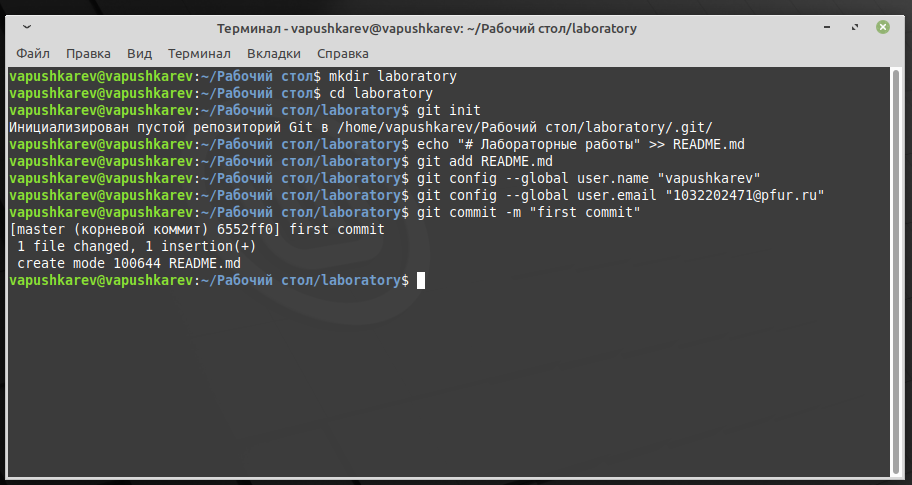 Терминал - vapushkarev@vapushkarev: ~/Рабочий стол/laboratory
Файл Правка Вид Терминал Вкладки Справка
vapushkarev@vapushkarev:~/Рабочий стол$ mkdir laboratory
vapushkarev@vapushkarev:~/Рабочий стол$ cd laboratory
vapushkarev@vapushkarev:~/Рабочий стол/laboratory$ git init
Инициализирован пустой репозиторий Git в /home/vapushkarev/Рабочий стол/laboratory/.git/
vapushkarev@vapushkarev:~/Рабочий стол/laboratory$ echo "# Лабораторные работы" >> README.md
vapushkarev@vapushkarev:~/Рабочий стол/laboratory$ git add README.md
vapushkarev@vapushkarev:~/Рабочий стол/laboratory$ git config --global user.name "vapushkarev"
vapushkarev@vapushkarev:~/Рабочий стол/laboratory$ git config --global user.email "1032202471@pfur.ru"
vapushkarev@vapushkarev:~/Рабочий стол/laboratory$ git commit -m "first commit"
[master (корневой коммит) 6552ff0] first commit
 1 file changed, 1 insertion(+)
 create mode 100644 README.md
vapushkarev@vapushkarev:~/Рабочий стол/laboratory$